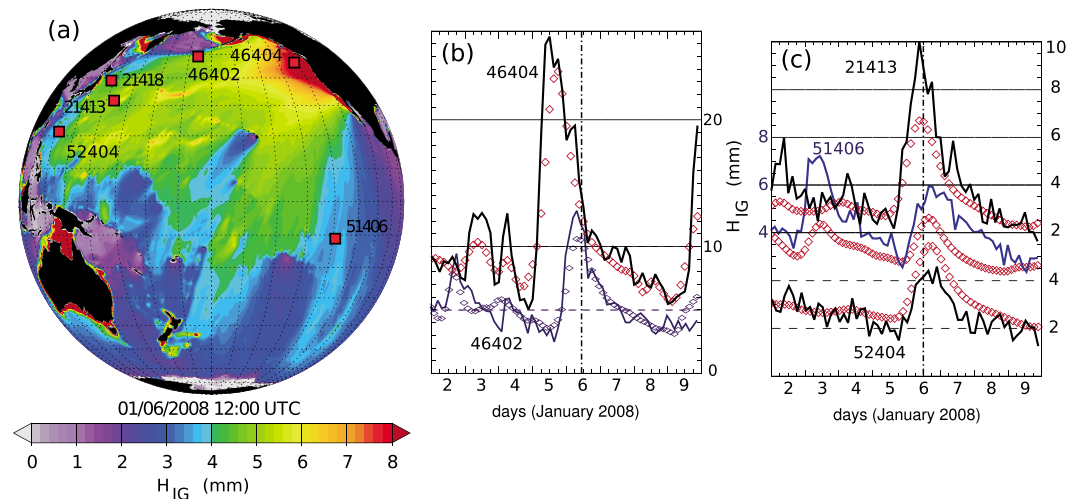 (a)
46404
46402
21418
21413
52404
51406
01/06/2008 12:00 UTC
0 1 2 3 4 5 6 7 8
H_IG (mm)
(b)
46404
20
10
0
46402
2 3 4 5 6 7 8 9
days (January 2008)
H_IG (mm)
(c)
21413
51406
52404
8
6
4
10
8
6
4
2
4
2
2 3 4 5 6 7 8 9
days (January 2008)